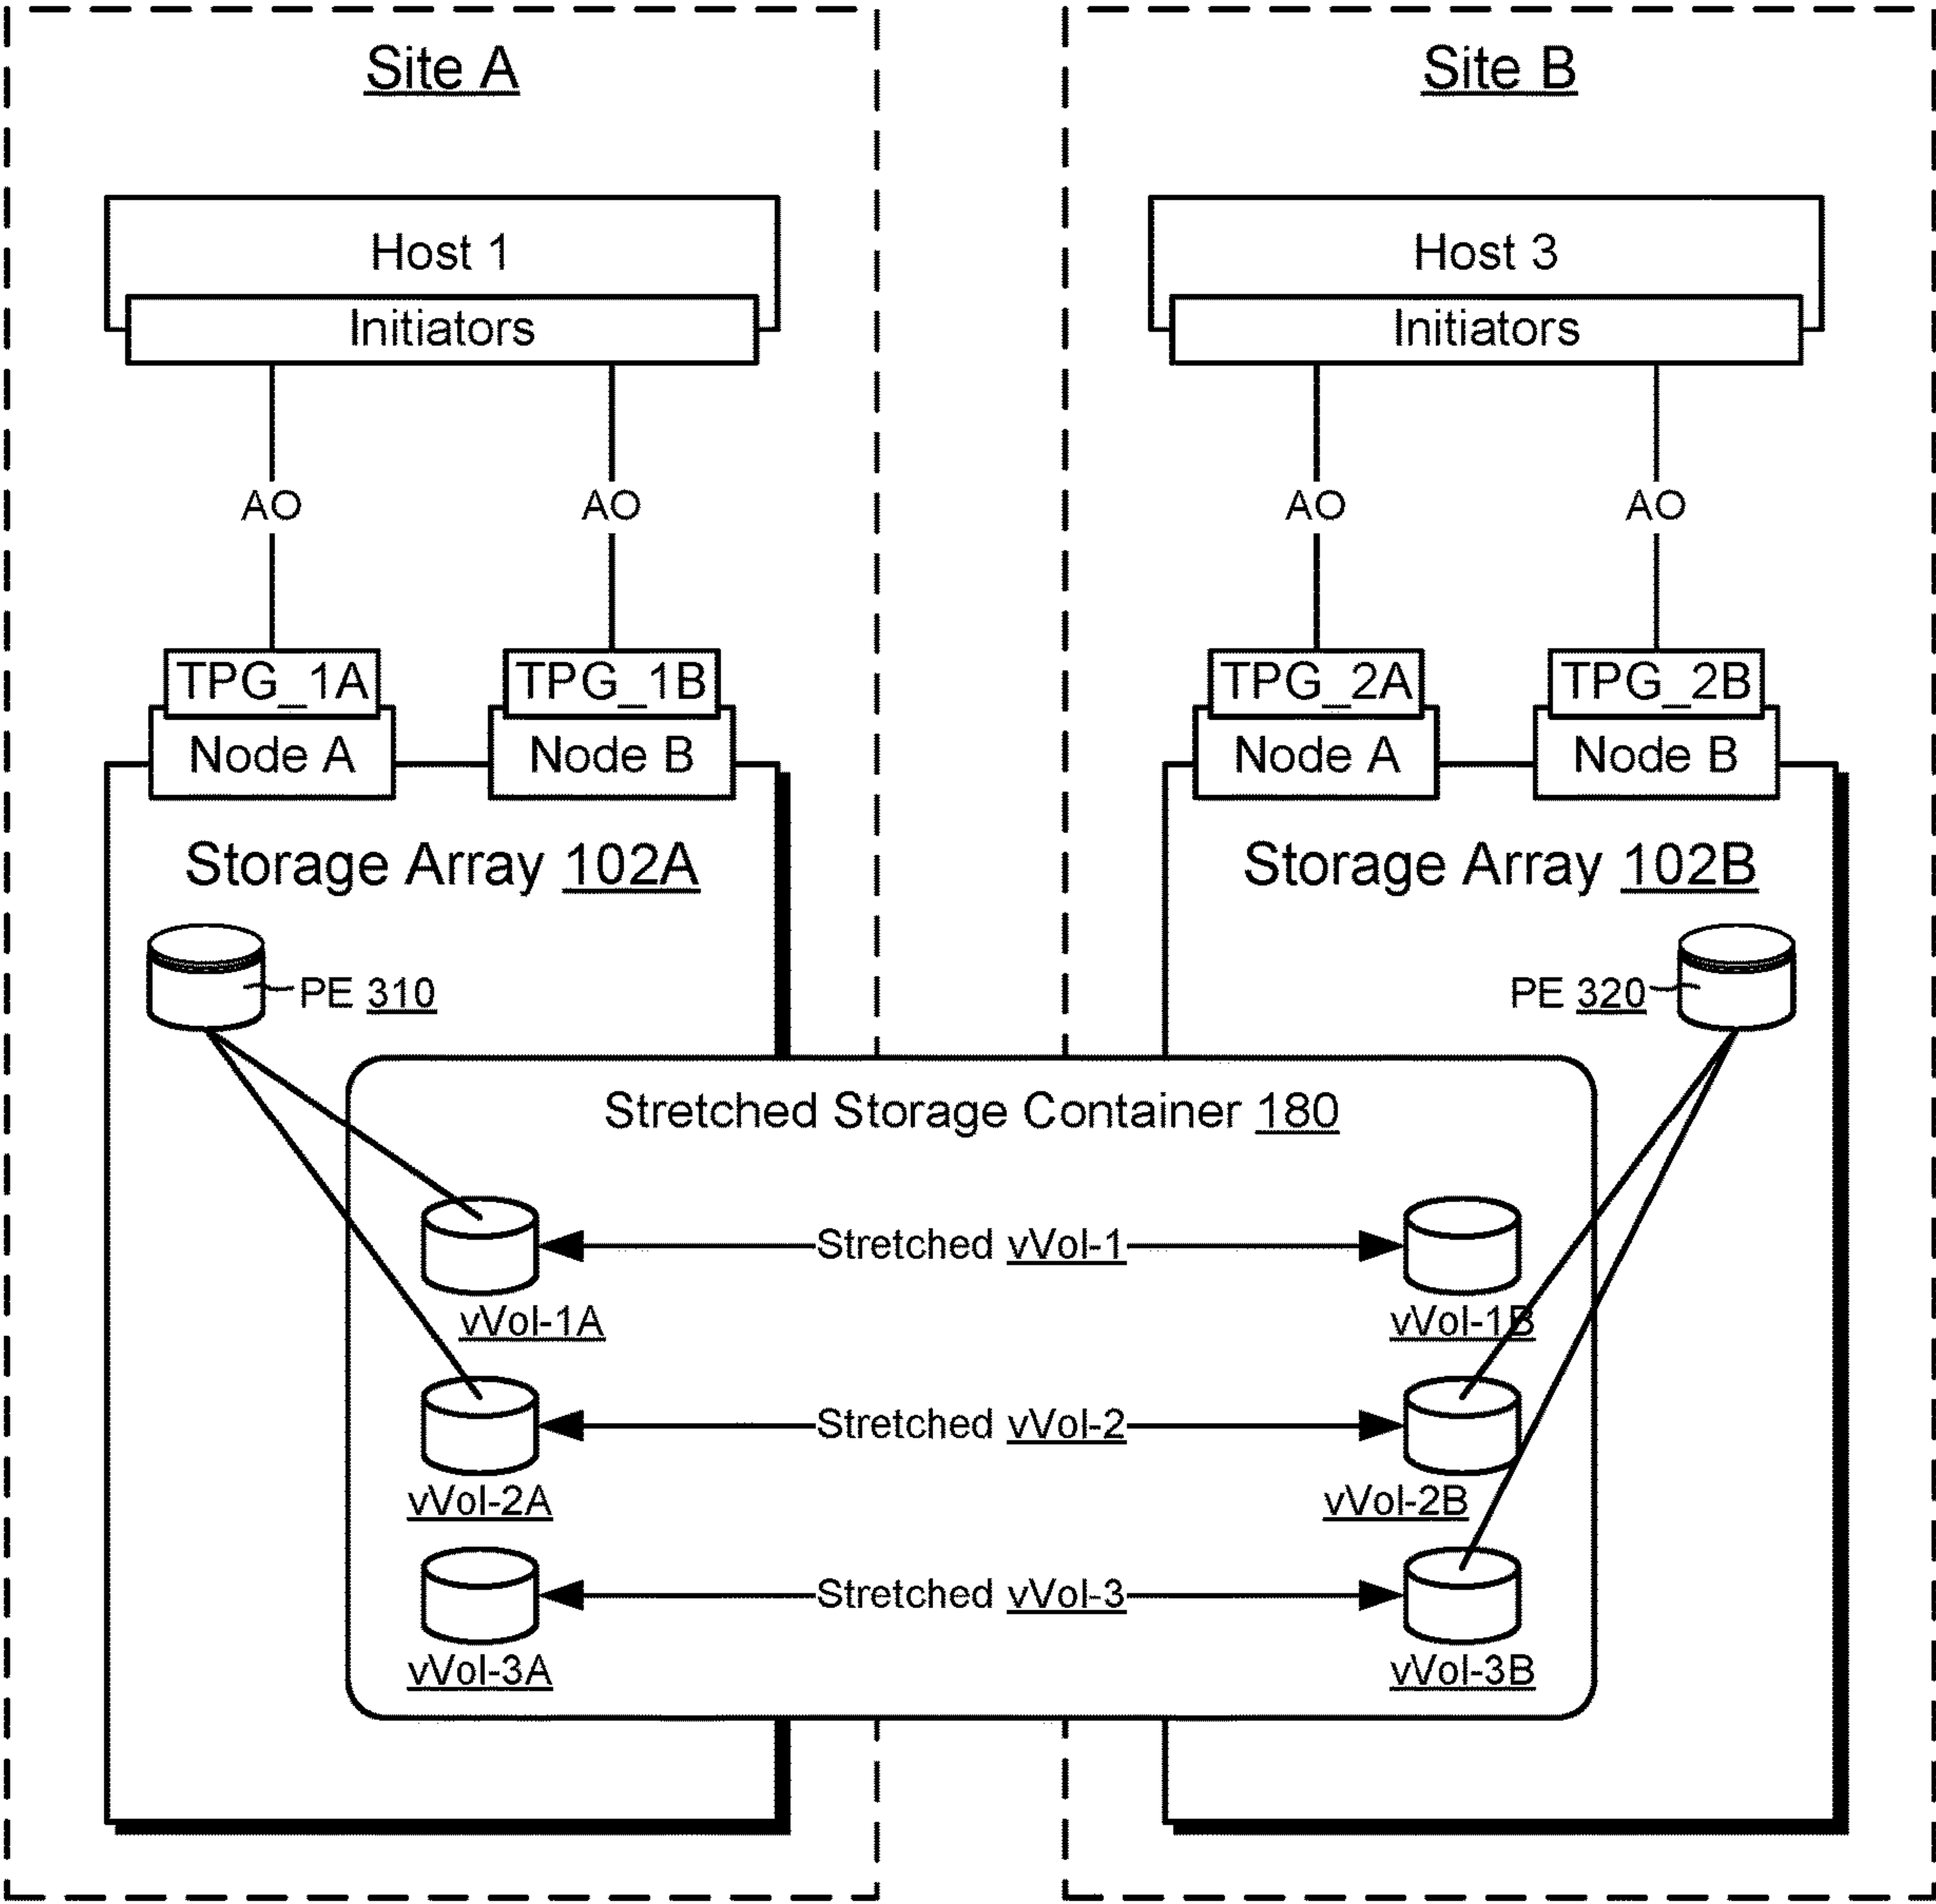 Site A
Site B
Host 1
Host 3
Initiators
Initiators
AO
AO
AO
AO
TPG_1A
TPG_1B
TPG_2A
TPG_2B
Node A
Node B
Node A
Node B
Storage Array 102A
Storage Array 102B
PE 310
PE 320
Stretched Storage Container 180
Stretched vVol-1
vVol-1A
vVol-1B
Stretched vVol-2
vVol-2A
vVol-2B
Stretched vVol-3
vVol-3A
vVol-3B